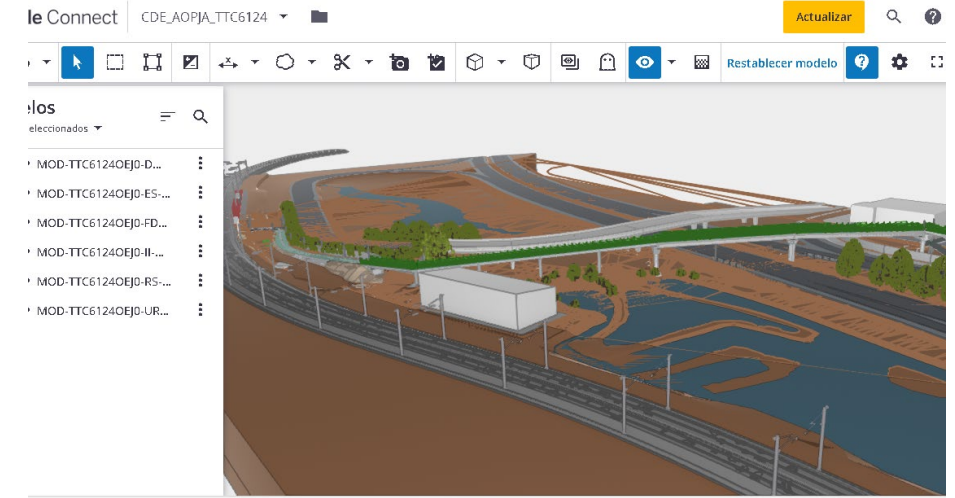 le Connect
CDE_AOPJA_TTC6124
Actualizar
Restablecer modelo
elos
eleccionados
MOD-TTC6124OEJ0-D...
MOD-TTC6124OEJ0-ES-...
MOD-TTC6124OEJ0-FD...
MOD-TTC6124OEJ0-II-...
MOD-TTC6124OEJ0-RS-...
MOD-TTC6124OEJ0-UR...